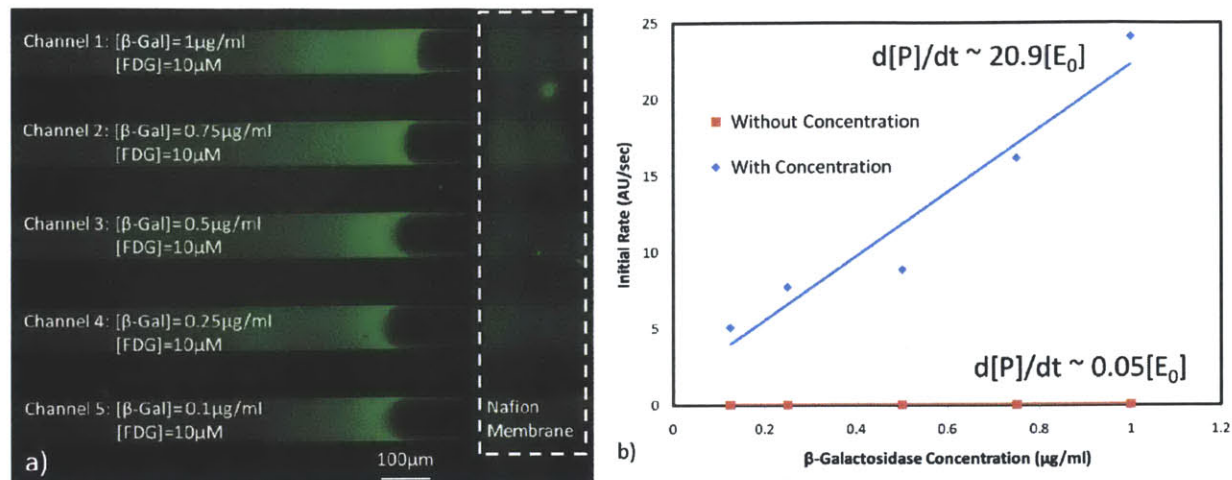 Channel 1: [β-Gal]=1μg/ml
[FDG]=10μM
Channel 2: [β-Gal]=0.75μg/ml
[FDG]=10μM
Channel 3: [β-Gal]=0.5μg/ml
[FDG]=10μM
Channel 4: [β-Gal]=0.25μg/ml
[FDG]=10μM
Channel 5: [β-Gal]=0.1μg/ml
[FDG]=10μM
Nafion
Membrane
a)
100μm
25
20
15
10
5
0
Initial Rate (AU/sec)
d[P]/dt ~ 20.9[E₀]
Without Concentration
With Concentration
d[P]/dt ~ 0.05[E₀]
0
0.2
0.4
0.6
0.8
1
1.2
b)
β-Galactosidase Concentration (μg/ml)